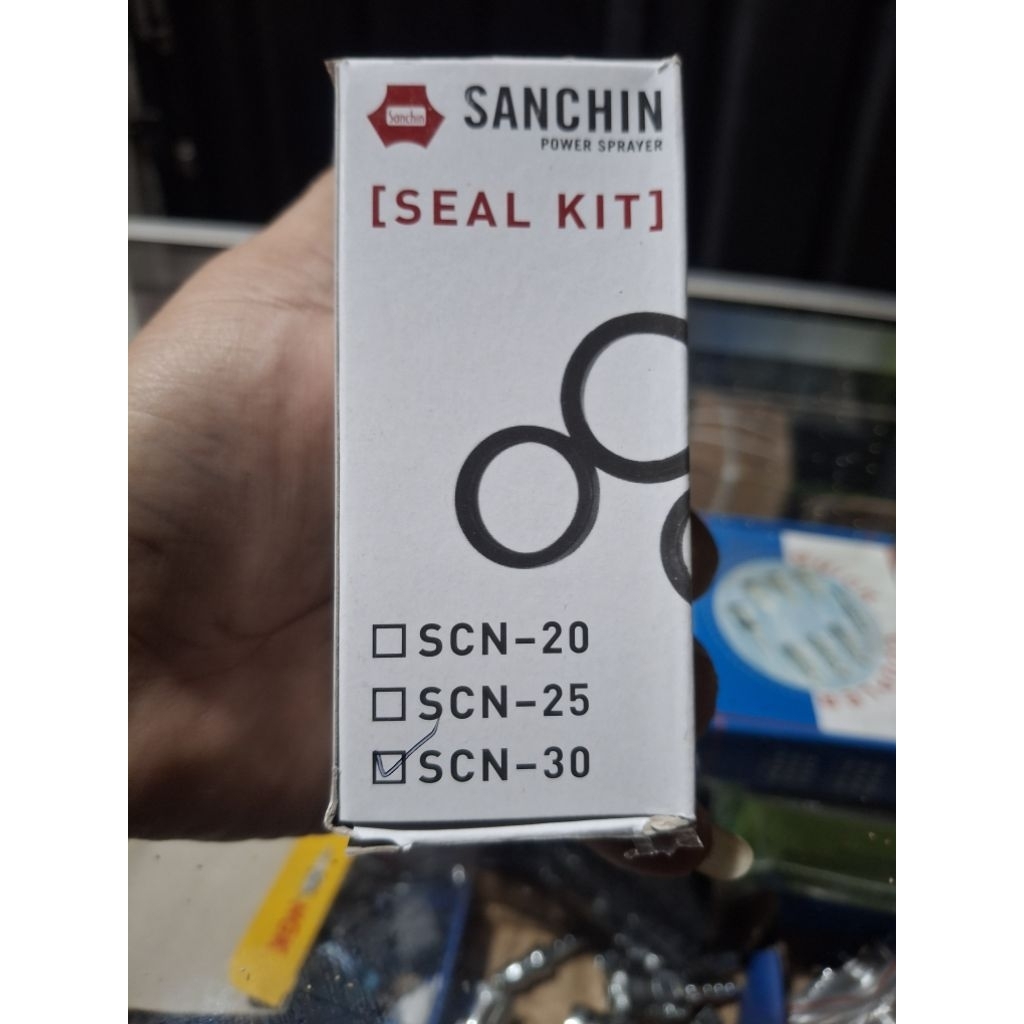 Sanchin
SANCHIN
POWER SPRAYER
[SEAL KIT]
SCN-20
SCN-25
SCN-30